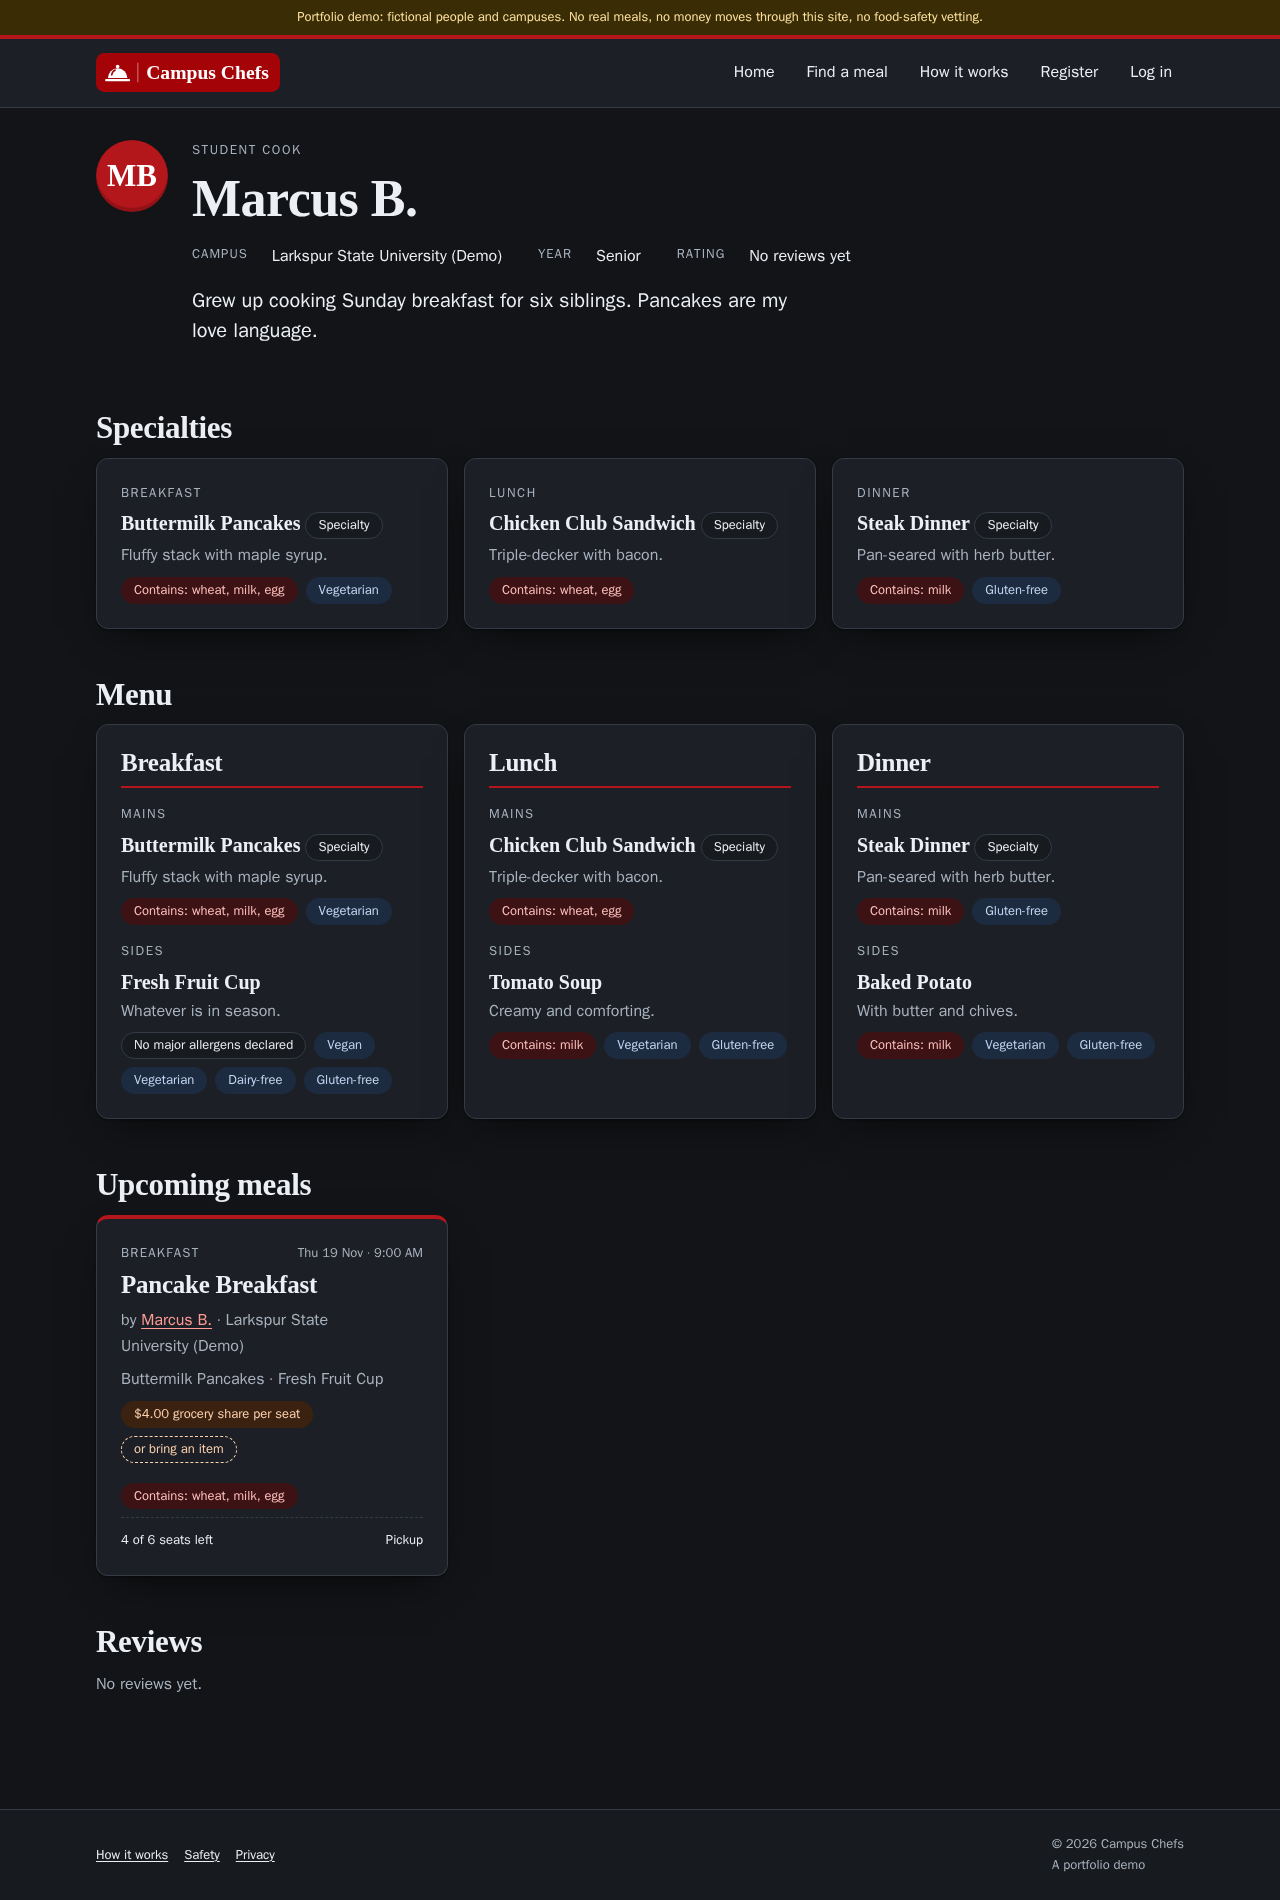 Portfolio demo: fictional people and campuses. No real meals, no money moves through this site, no food-safety vetting.
Campus Chefs
Home Find a meal How it works Register Log in
MB
STUDENT COOK
Marcus B.
CAMPUS Larkspur State University (Demo) YEAR Senior RATING No reviews yet
Grew up cooking Sunday breakfast for six siblings. Pancakes are my
love language.
Specialties
BREAKFAST
Buttermilk Pancakes Specialty
Fluffy stack with maple syrup.
Contains: wheat, milk, egg Vegetarian
LUNCH
Chicken Club Sandwich Specialty
Triple-decker with bacon.
Contains: wheat, egg
DINNER
Steak Dinner Specialty
Pan-seared with herb butter.
Contains: milk Gluten-free
Menu
Breakfast
MAINS
Buttermilk Pancakes Specialty
Fluffy stack with maple syrup.
Contains: wheat, milk, egg Vegetarian
SIDES
Fresh Fruit Cup
Whatever is in season.
No major allergens declared Vegan
Vegetarian Dairy-free Gluten-free
Lunch
MAINS
Chicken Club Sandwich Specialty
Triple-decker with bacon.
Contains: wheat, egg
SIDES
Tomato Soup
Creamy and comforting.
Contains: milk Vegetarian Gluten-free
Dinner
MAINS
Steak Dinner Specialty
Pan-seared with herb butter.
Contains: milk Gluten-free
SIDES
Baked Potato
With butter and chives.
Contains: milk Vegetarian Gluten-free
Upcoming meals
BREAKFAST Thu 19 Nov · 9:00 AM
Pancake Breakfast
by Marcus B. · Larkspur State
University (Demo)
Buttermilk Pancakes · Fresh Fruit Cup
$4.00 grocery share per seat
or bring an item
Contains: wheat, milk, egg
4 of 6 seats left Pickup
Reviews
No reviews yet.
How it works Safety Privacy
© 2026 Campus Chefs
A portfolio demo